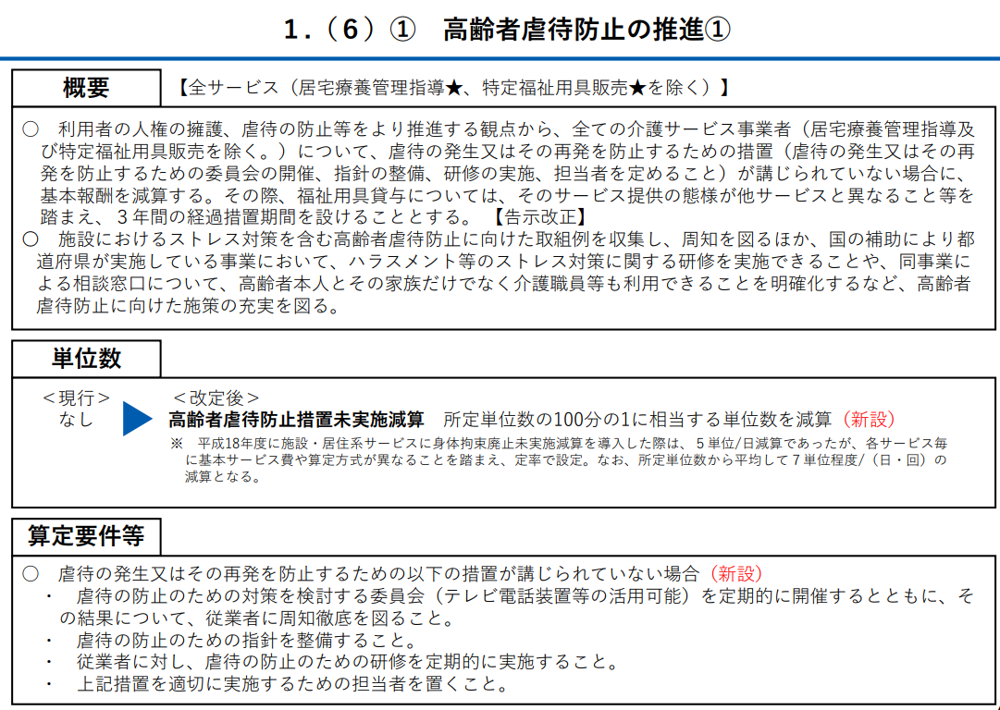 １．（６）① 高齢者虐待防止の推進①
概要
【全サービス（居宅療養管理指導★、特定福祉用具販売★を除く）】
○ 利用者の人権の擁護、虐待の防止等をより推進する観点から、全ての介護サービス事業者（居宅療養管理指導及
び特定福祉用具販売を除く。）について、虐待の発生又はその再発を防止するための措置（虐待の発生又はその再
発を防止するための委員会の開催、指針の整備、研修の実施、担当者を定めること）が講じられていない場合に、
基本報酬を減算する。その際、福祉用具貸与については、そのサービス提供の態様が他サービスと異なること等を
踏まえ、３年間の経過措置期間を設けることとする。【告示改正】
○ 施設におけるストレス対策を含む高齢者虐待防止に向けた取組例を収集し、周知を図るほか、国の補助により都
道府県が実施している事業において、ハラスメント等のストレス対策に関する研修を実施できることや、同事業に
よる相談窓口について、高齢者本人とその家族だけでなく介護職員等も利用できることを明確化するなど、高齢者
虐待防止に向けた施策の充実を図る。
単位数
＜現行＞ ＜改定後＞
なし 高齢者虐待防止措置未実施減算 所定単位数の100分の1に相当する単位数を減算（新設）
※ 平成18年度に施設・居住系サービスに身体拘束廃止未実施減算を導入した際は、５単位/日減算であったが、各サービス毎
に基本サービス費や算定方式が異なることを踏まえ、定率で設定。なお、所定単位数から平均して７単位程度/（日・回）の
減算となる。
算定要件等
○ 虐待の発生又はその再発を防止するための以下の措置が講じられていない場合（新設）
・ 虐待の防止のための対策を検討する委員会（テレビ電話装置等の活用可能）を定期的に開催するとともに、そ
の結果について、従業者に周知徹底を図ること。
・ 虐待の防止のための指針を整備すること。
・ 従業者に対し、虐待の防止のための研修を定期的に実施すること。
・ 上記措置を適切に実施するための担当者を置くこと。